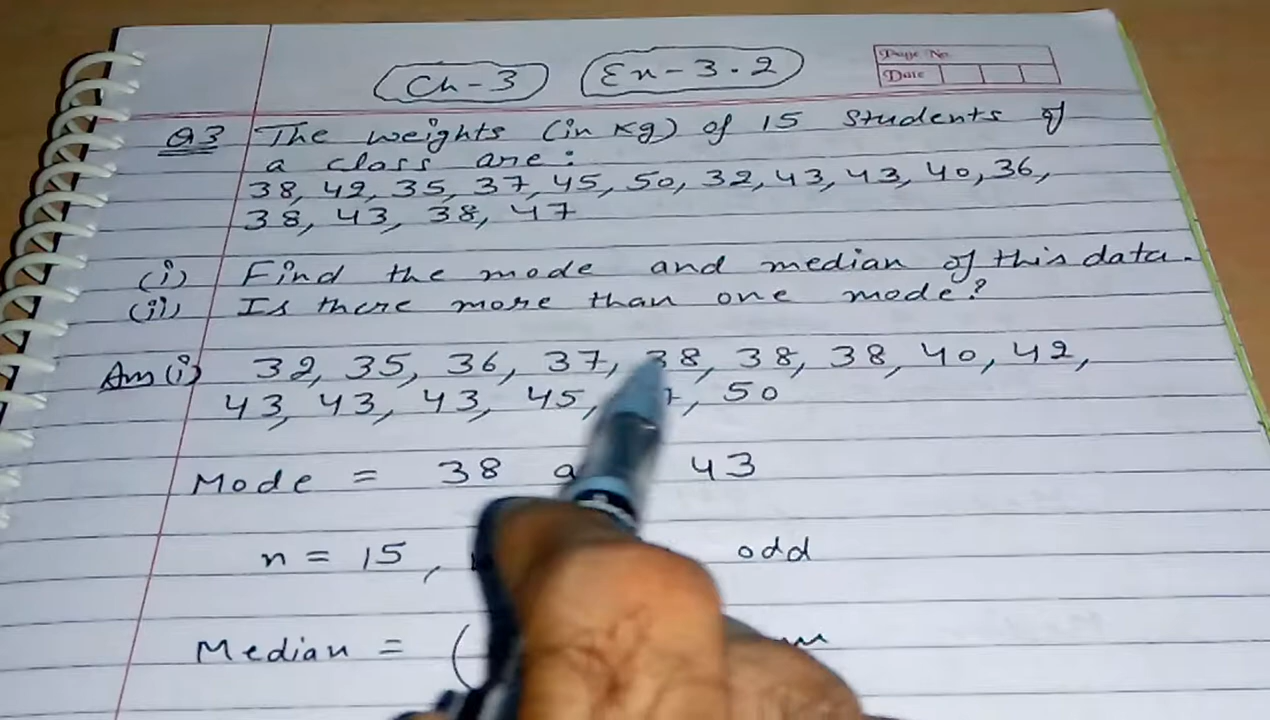 Ch-3 Ex-3.2
Page No.
Date
Q3 The weights (in kg) of 15 students of
a class are:
38, 42, 35, 37, 45, 50, 32, 43, 43, 40, 36,
38, 43, 38, 47
(i) Find the mode and median of this data.
(ii) Is there more than one mode?
Ans(i) 32, 35, 36, 37, 38, 38, 38, 40, 42,
43, 43, 43, 45, 50
Mode = 38 43
n = 15, odd
Median = (